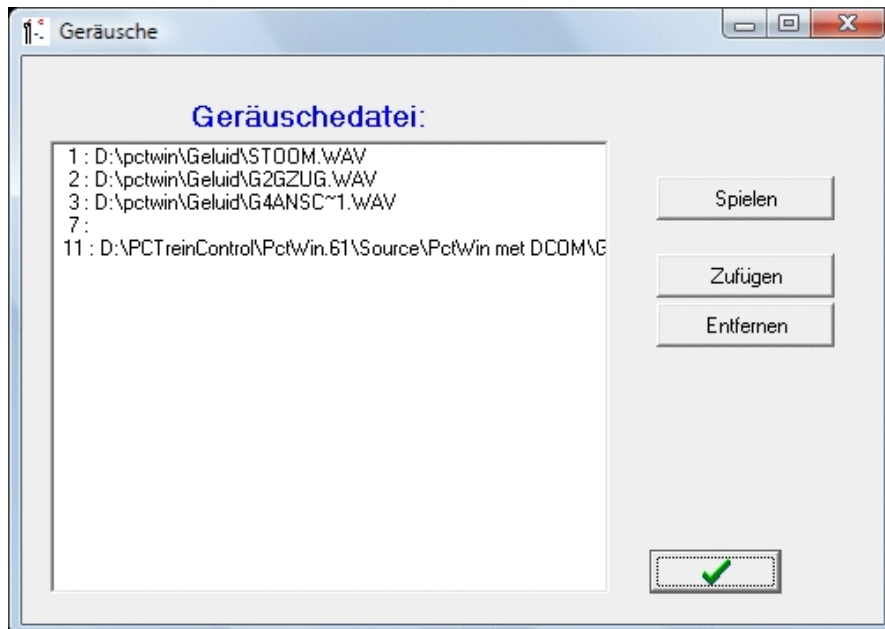 Geräusche
Geräuschedatei:
1 : D:\pctwin\Geluid\STOOM.WAV
2 : D:\pctwin\Geluid\G2GZUG.WAV
3 : D:\pctwin\Geluid\G4ANSC~1.WAV
7 :
11 : D:\PCTreinControl\PctWin.61\Source\PctWin met DCOM\G
Spielen
Zufügen
Entfernen